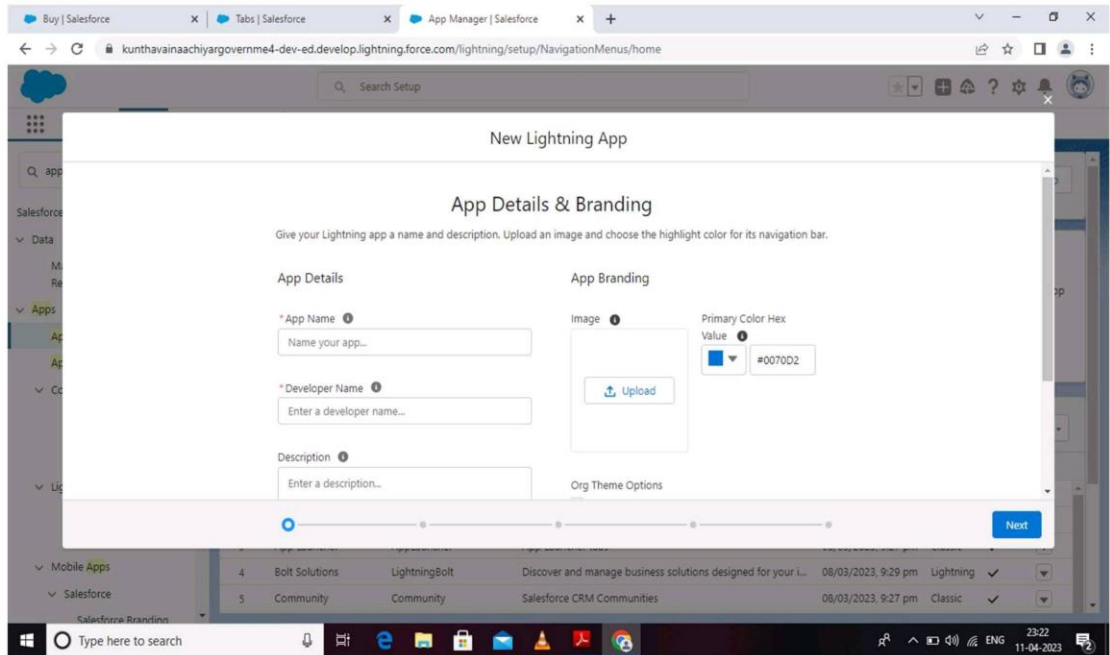 Buy | Salesforce
Tabs | Salesforce
App Manager | Salesforce
kunthavainaachiyargovernme4-dev-ed.develop.lightning.force.com/lightning/setup/NavigationMenus/home
Search Setup
New Lightning App
app
App Details & Branding
Salesforce
Give your Lightning app a name and description. Upload an image and choose the highlight color for its navigation bar.
Data
App Details
App Branding
Apps
*App Name
Image
Primary Color Hex
Value
Name your app...
#0070D2
Upload
*Developer Name
Enter a developer name...
Description
Enter a description...
Org Theme Options
Next
Mobile Apps
4 Bolt Solutions LightningBolt Discover and manage business solutions designed for your i... 08/03/2023, 9:29 pm Lightning
Salesforce
5 Community Community Salesforce CRM Communities 08/03/2023, 9:27 pm Classic
Salesforce Branding
Type here to search
ENG
23:22
11-04-2023
2